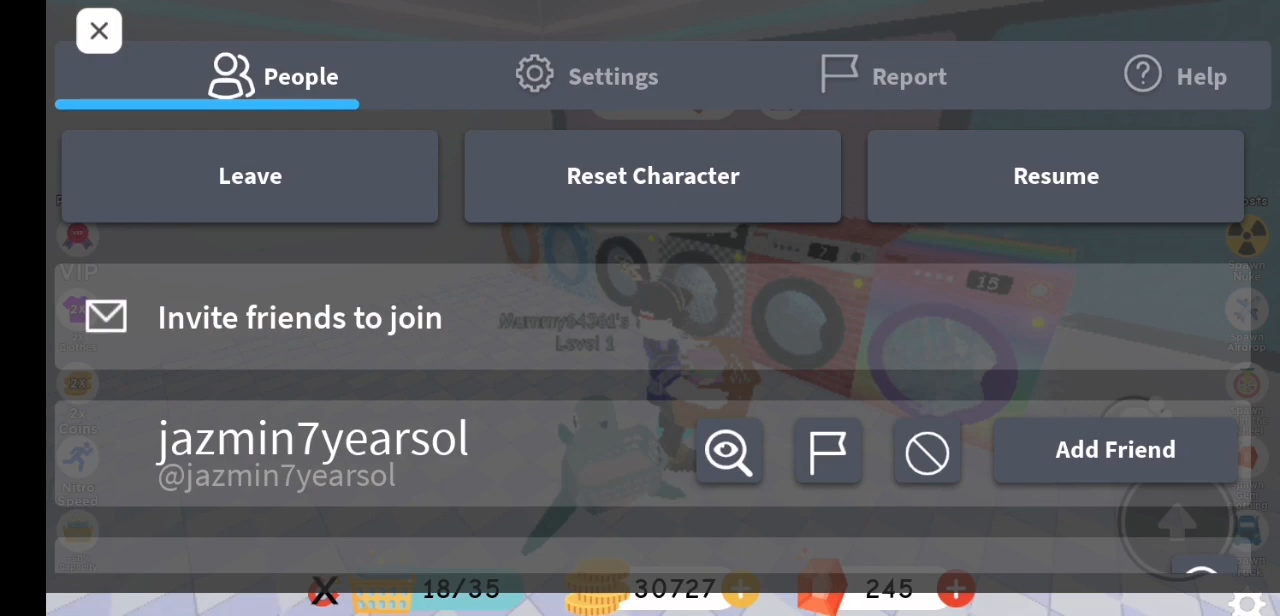 People
Settings
Report
Help
Leave
Reset Character
Resume
VIP
Invite friends to join
Level 1
7
15
2x
Coins
jazmin7yearsol
@jazmin7yearsol
Add Friend
Nitro
Speed
18/35
30727
245